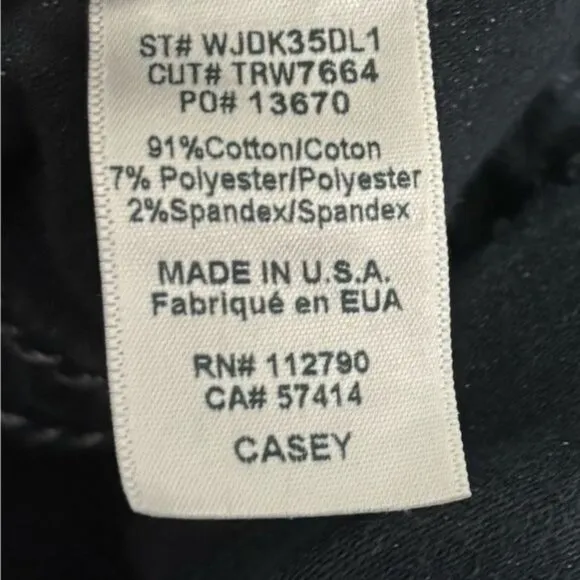 ST# WJDK35DL1
CUT# TRW7664
PO# 13670
91%Cotton/Coton
7% Polyester/Polyester
2%Spandex/Spandex
MADE IN U.S.A.
Fabriqué en EUA
RN# 112790
CA# 57414
CASEY